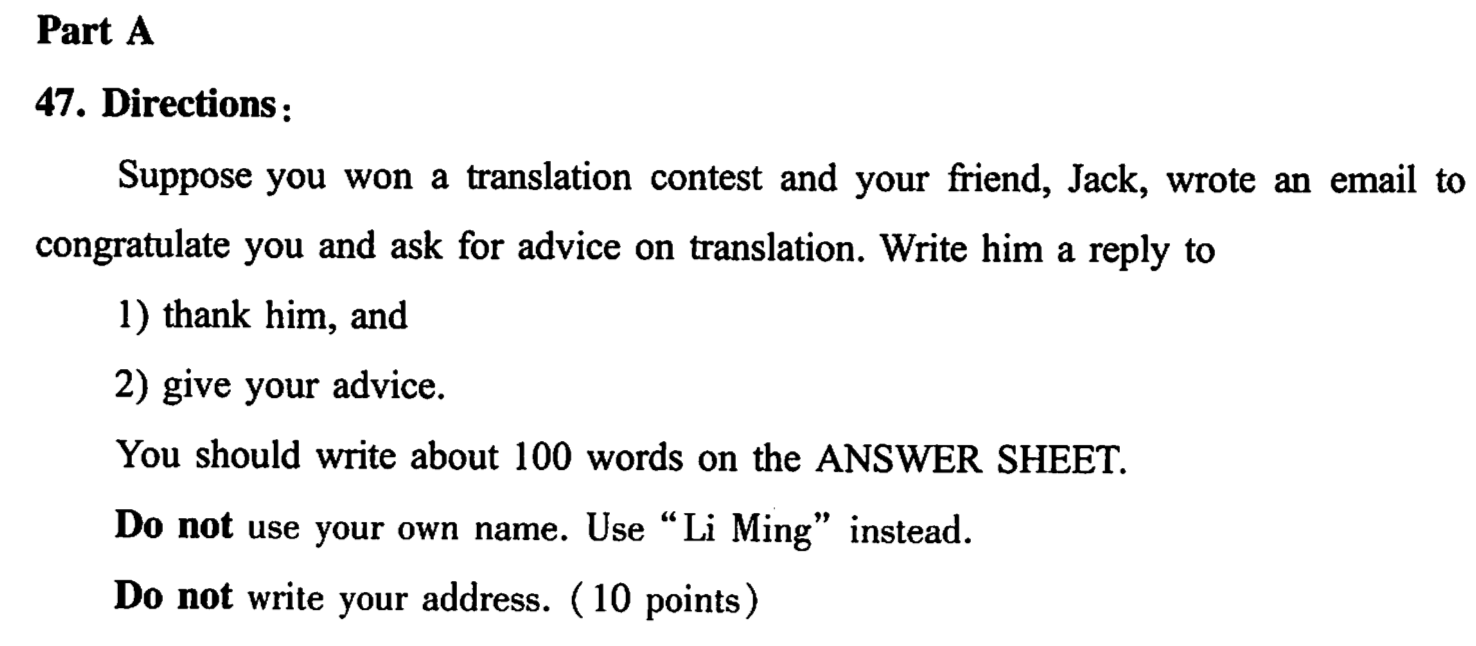 Part A
47. Directions:
Suppose you won a translation contest and your friend, Jack, wrote an email to
congratulate you and ask for advice on translation. Write him a reply to
1) thank him, and
2) give your advice.
You should write about 100 words on the ANSWER SHEET.
Do not use your own name. Use “Li Ming” instead.
Do not write your address. (10 points)